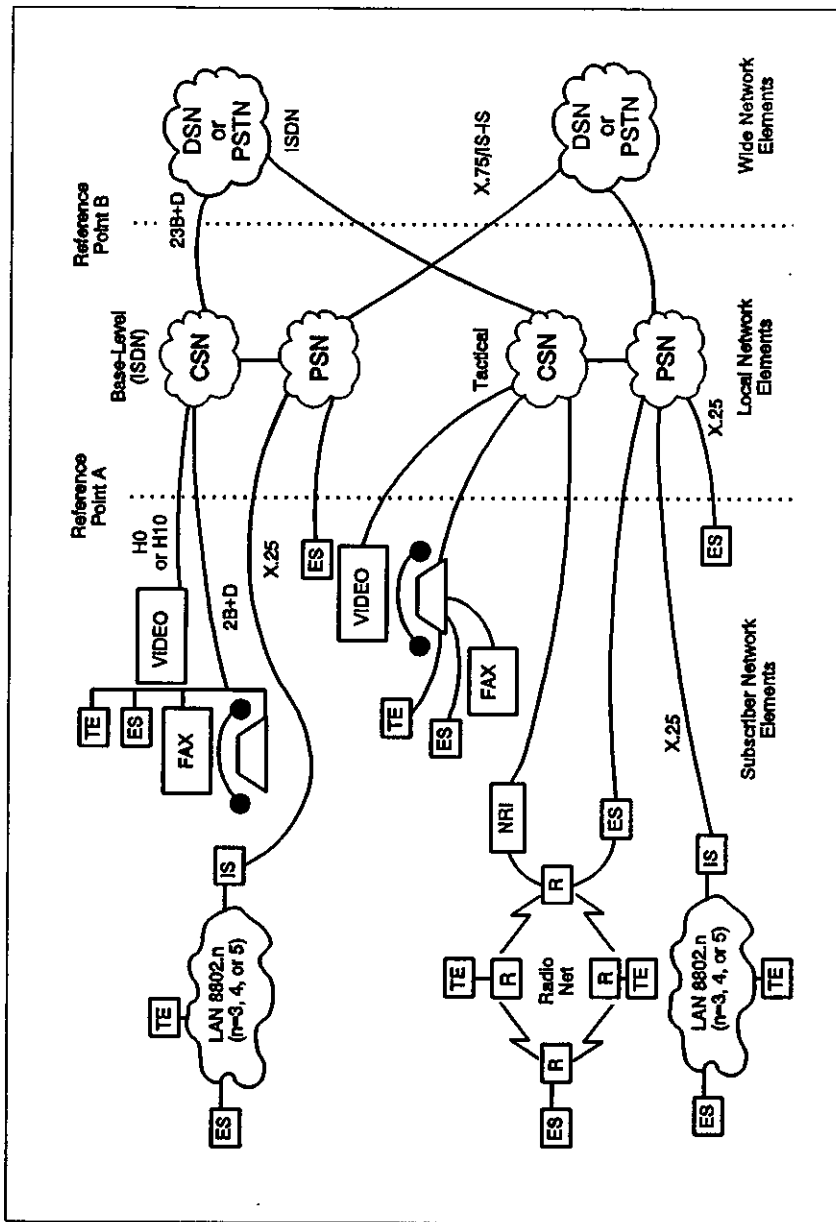 Reference
Point A
Reference
Point B
Base-Level
(ISDN)
TE
ES
FAX
VIDEO
H0
or H10
2B+D
CSN
23B+D
DSN
or
PSTN
ISDN
ES
TE
LAN 8802.n
(n=3, 4, or 5)
IS
X.25
ES
PSN
X.75/IS-IS
Tactical
VIDEO
TE
ES
FAX
CSN
NRI
ES
R
TE
R
Radio
Net
R
R
TE
ES
PSN
DSN
or
PSTN
ES
LAN 8802.n
(n=3, 4, or 5)
TE
IS
X.25
ES
X.25
Subscriber Network
Elements
Local Network
Elements
Wide Network
Elements